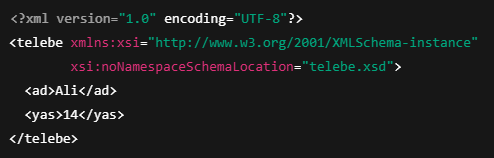 <?xml version="1.0" encoding="UTF-8"?>
<telebe xmlns:xsi="http://www.w3.org/2001/XMLSchema-instance"
xsi:noNamespaceSchemaLocation="telebe.xsd">
<ad>Ali</ad>
<yas>14</yas>
</telebe>